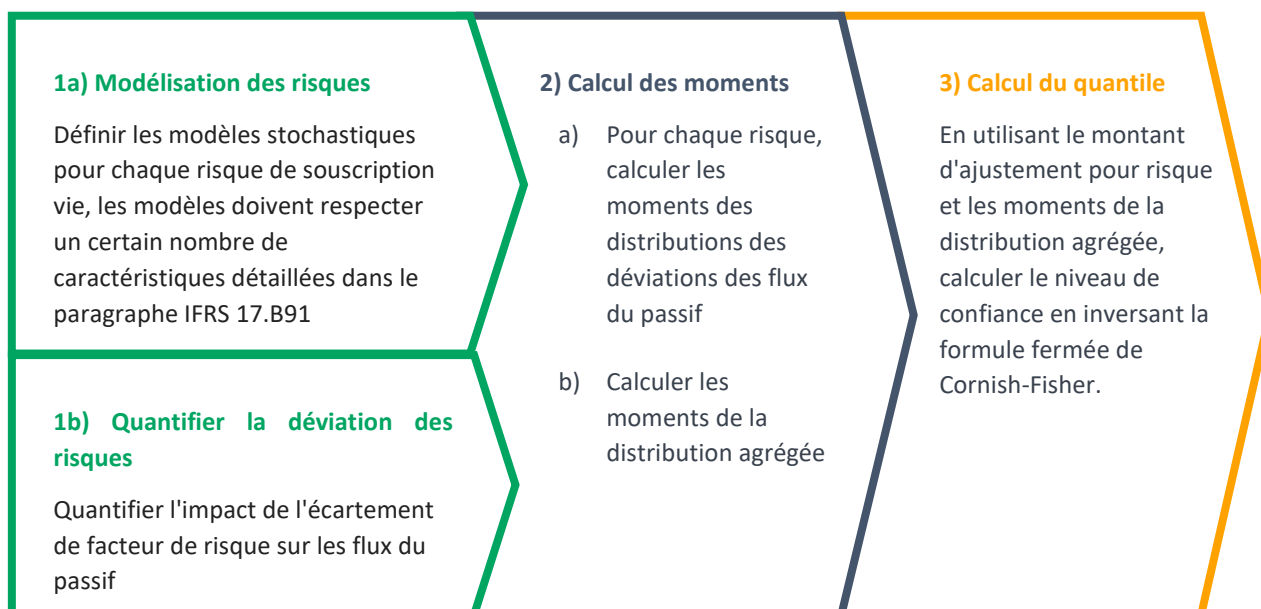 1a) Modélisation des risques
Définir les modèles stochastiques
pour chaque risque de souscription
vie, les modèles doivent respecter
un certain nombre de
caractéristiques détaillées dans le
paragraphe IFRS 17.B91
1b) Quantifier la déviation des
risques
Quantifier l'impact de l'écartement
de facteur de risque sur les flux du
passif
2) Calcul des moments
a) Pour chaque risque,
calculer les
moments des
distributions des
déviations des flux
du passif
b) Calculer les
moments de la
distribution agrégée
3) Calcul du quantile
En utilisant le montant
d'ajustement pour risque
et les moments de la
distribution agrégée,
calculer le niveau de
confiance en inversant la
formule fermée de
Cornish-Fisher.